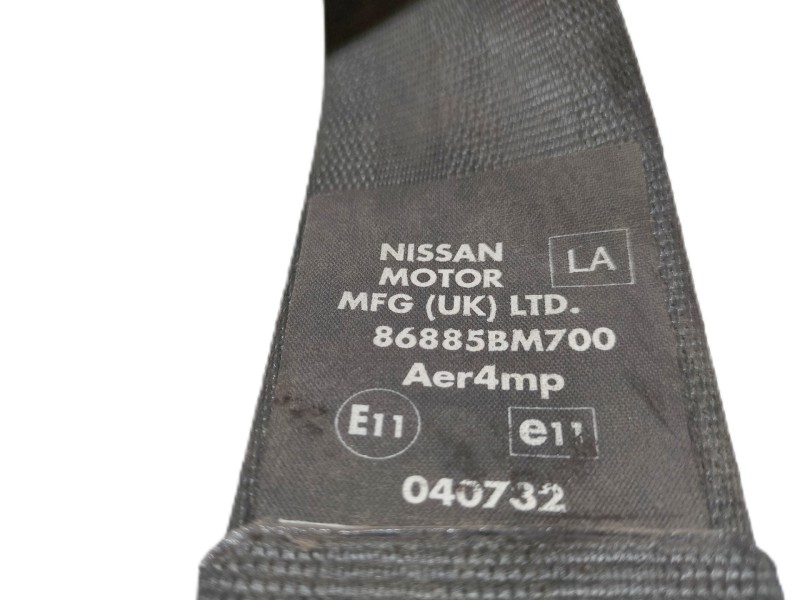 NISSAN
LA
MOTOR
MFG (UK) LTD.
86885BM700
Aer4mp
E11
e11
040732